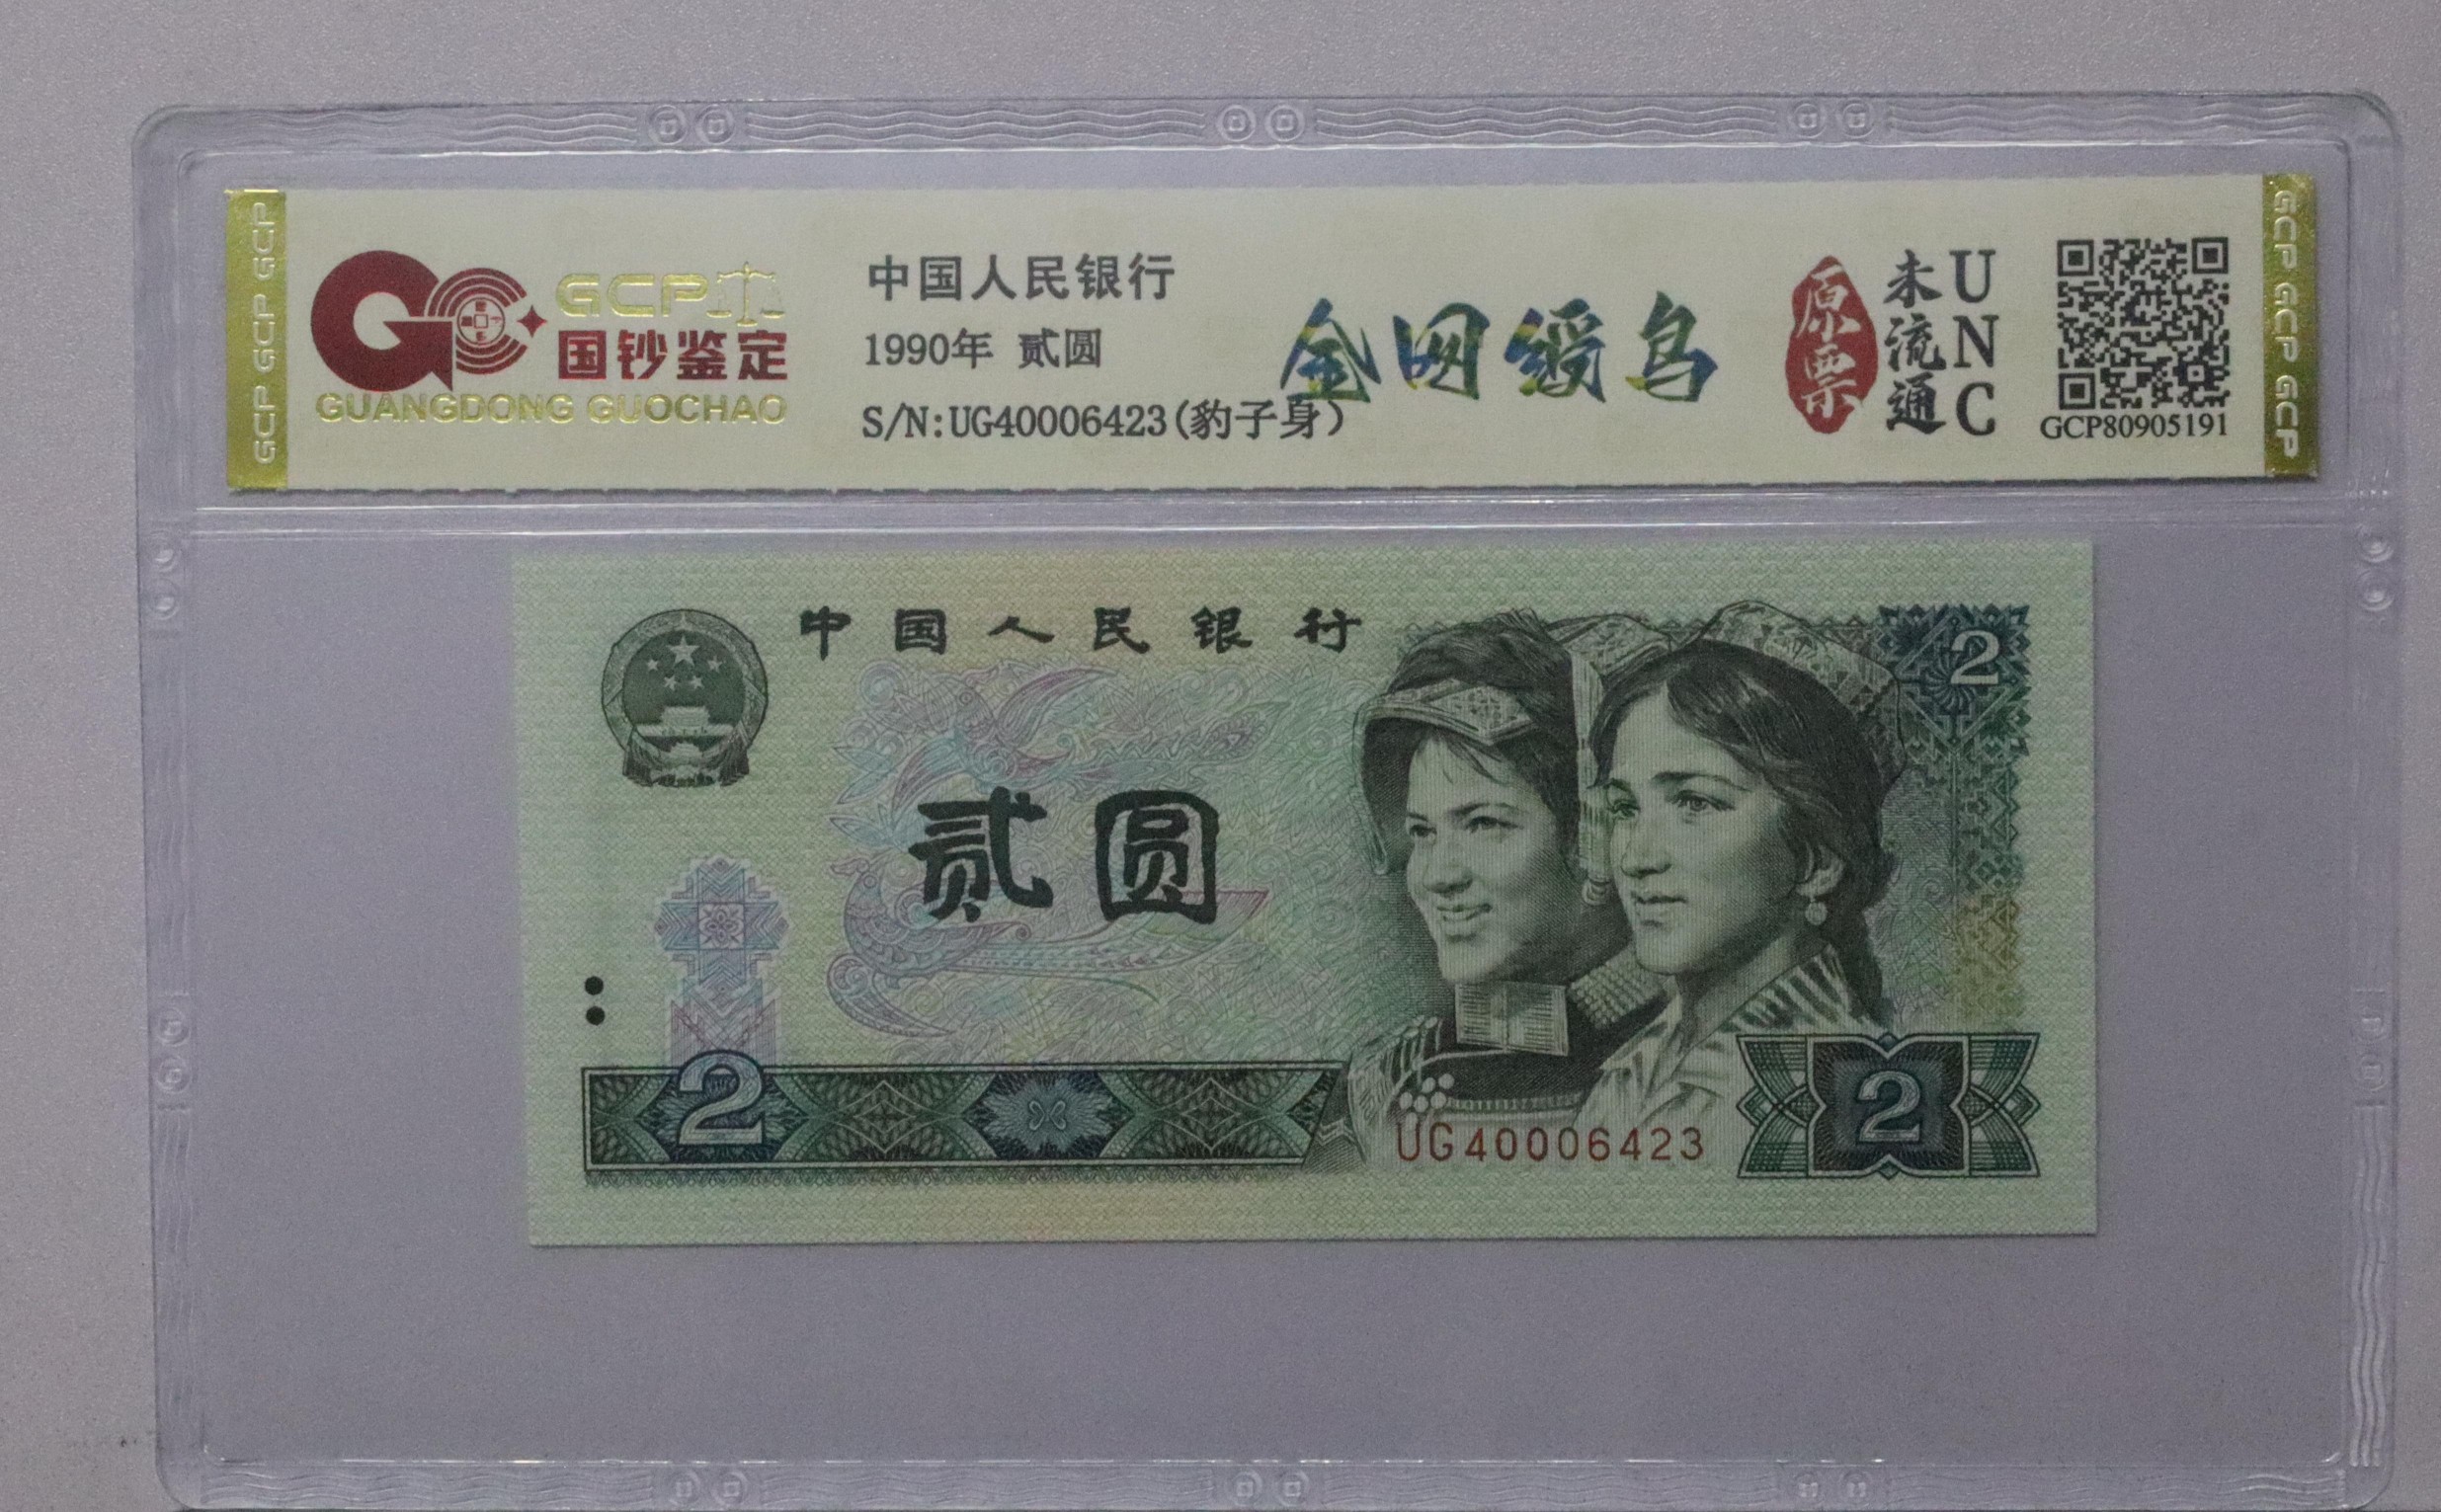 GCP GCP GCP
GCP
国钞鉴定
GUANGDONG GUOCHAO
中国人民银行
1990年 贰圆
S/N:UG40006423(豹子身)
金网绶鸟
原票
未流通
UNC
GCP80905191
GCP GCP GCP
中国人民银行
2
贰圆
2
UG40006423
2